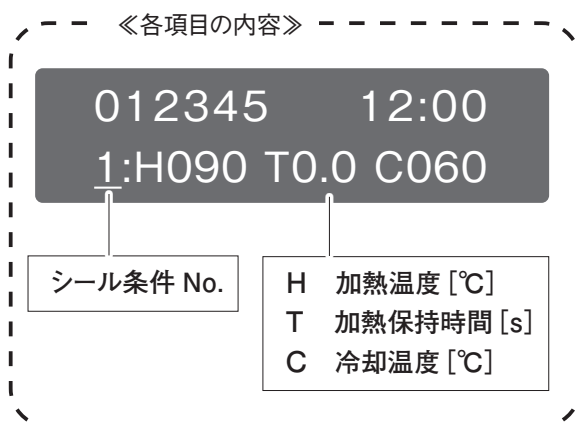 ≪各項目の内容≫
012345 12:00
1:H090 T0.0 C060
シール条件 No.
H 加熱温度[℃]
T 加熱保持時間[s]
C 冷却温度[℃]